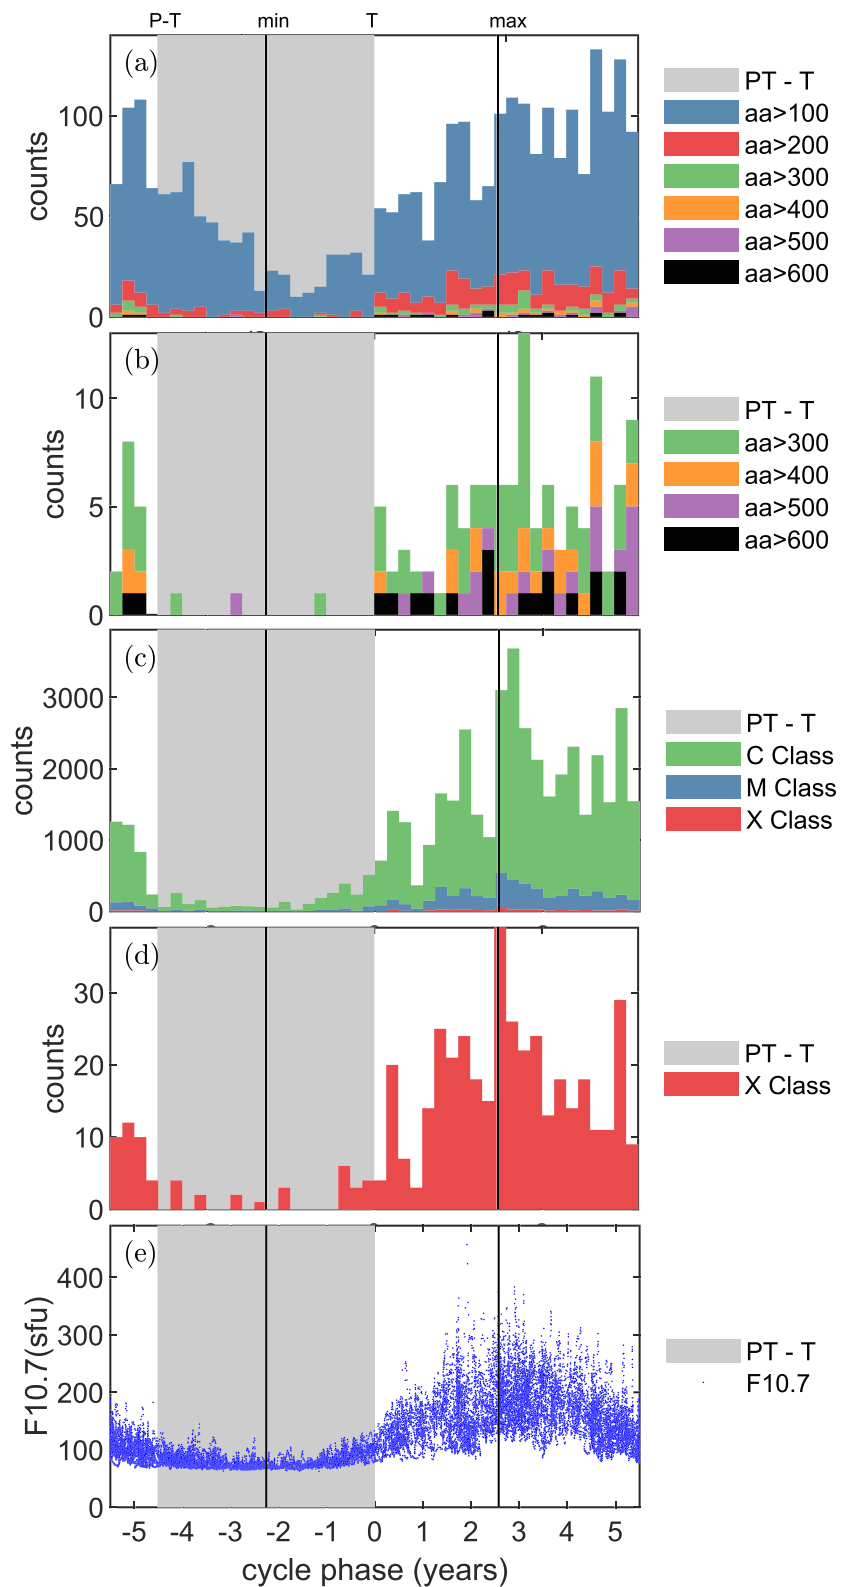 P-T min T max
(a)
100
50
0
counts
PT - T
aa>100
aa>200
aa>300
aa>400
aa>500
aa>600
(b)
10
5
0
counts
PT - T
aa>300
aa>400
aa>500
aa>600
(c)
3000
2000
1000
0
counts
PT - T
C Class
M Class
X Class
(d)
30
20
10
0
counts
PT - T
X Class
(e)
400
300
200
100
0
F10.7(sfu)
PT - T
F10.7
-5 -4 -3 -2 -1 0 1 2 3 4 5
cycle phase (years)